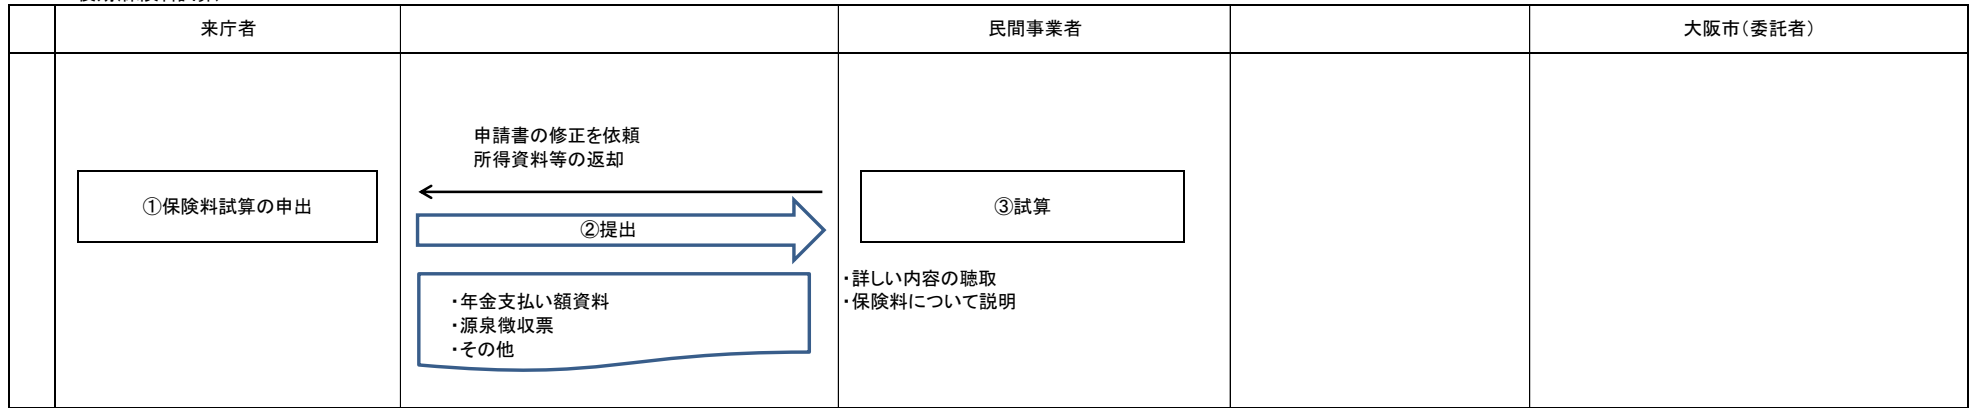 来庁者
民間事業者
大阪市(委託者)
申請書の修正を依頼
所得資料等の返却
①保険料試算の申出
③試算
②提出
・詳しい内容の聴取
・保険料について説明
・年金支払い額資料
・源泉徴収票
・その他